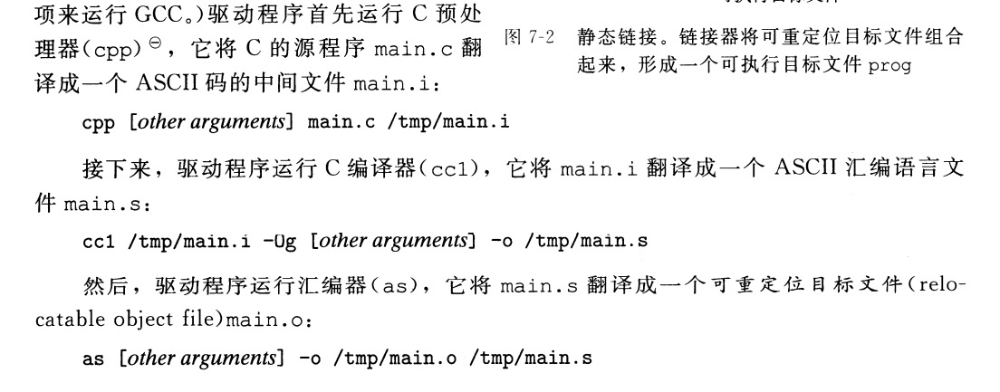 项来运行 GCC。)驱动程序首先运行 C 预处
理器(cpp)㊀，它将 C 的源程序 main.c 翻
译成一个 ASCII 码的中间文件 main.i：
图 7-2 静态链接。链接器将可重定位目标文件组合
起来，形成一个可执行目标文件 prog
cpp [other arguments] main.c /tmp/main.i
接下来，驱动程序运行 C 编译器(cc1)，它将 main.i 翻译成一个 ASCII 汇编语言文
件 main.s：
cc1 /tmp/main.i -Og [other arguments] -o /tmp/main.s
然后，驱动程序运行汇编器(as)，它将 main.s 翻译成一个可重定位目标文件(relo-
catable object file)main.o：
as [other arguments] -o /tmp/main.o /tmp/main.s